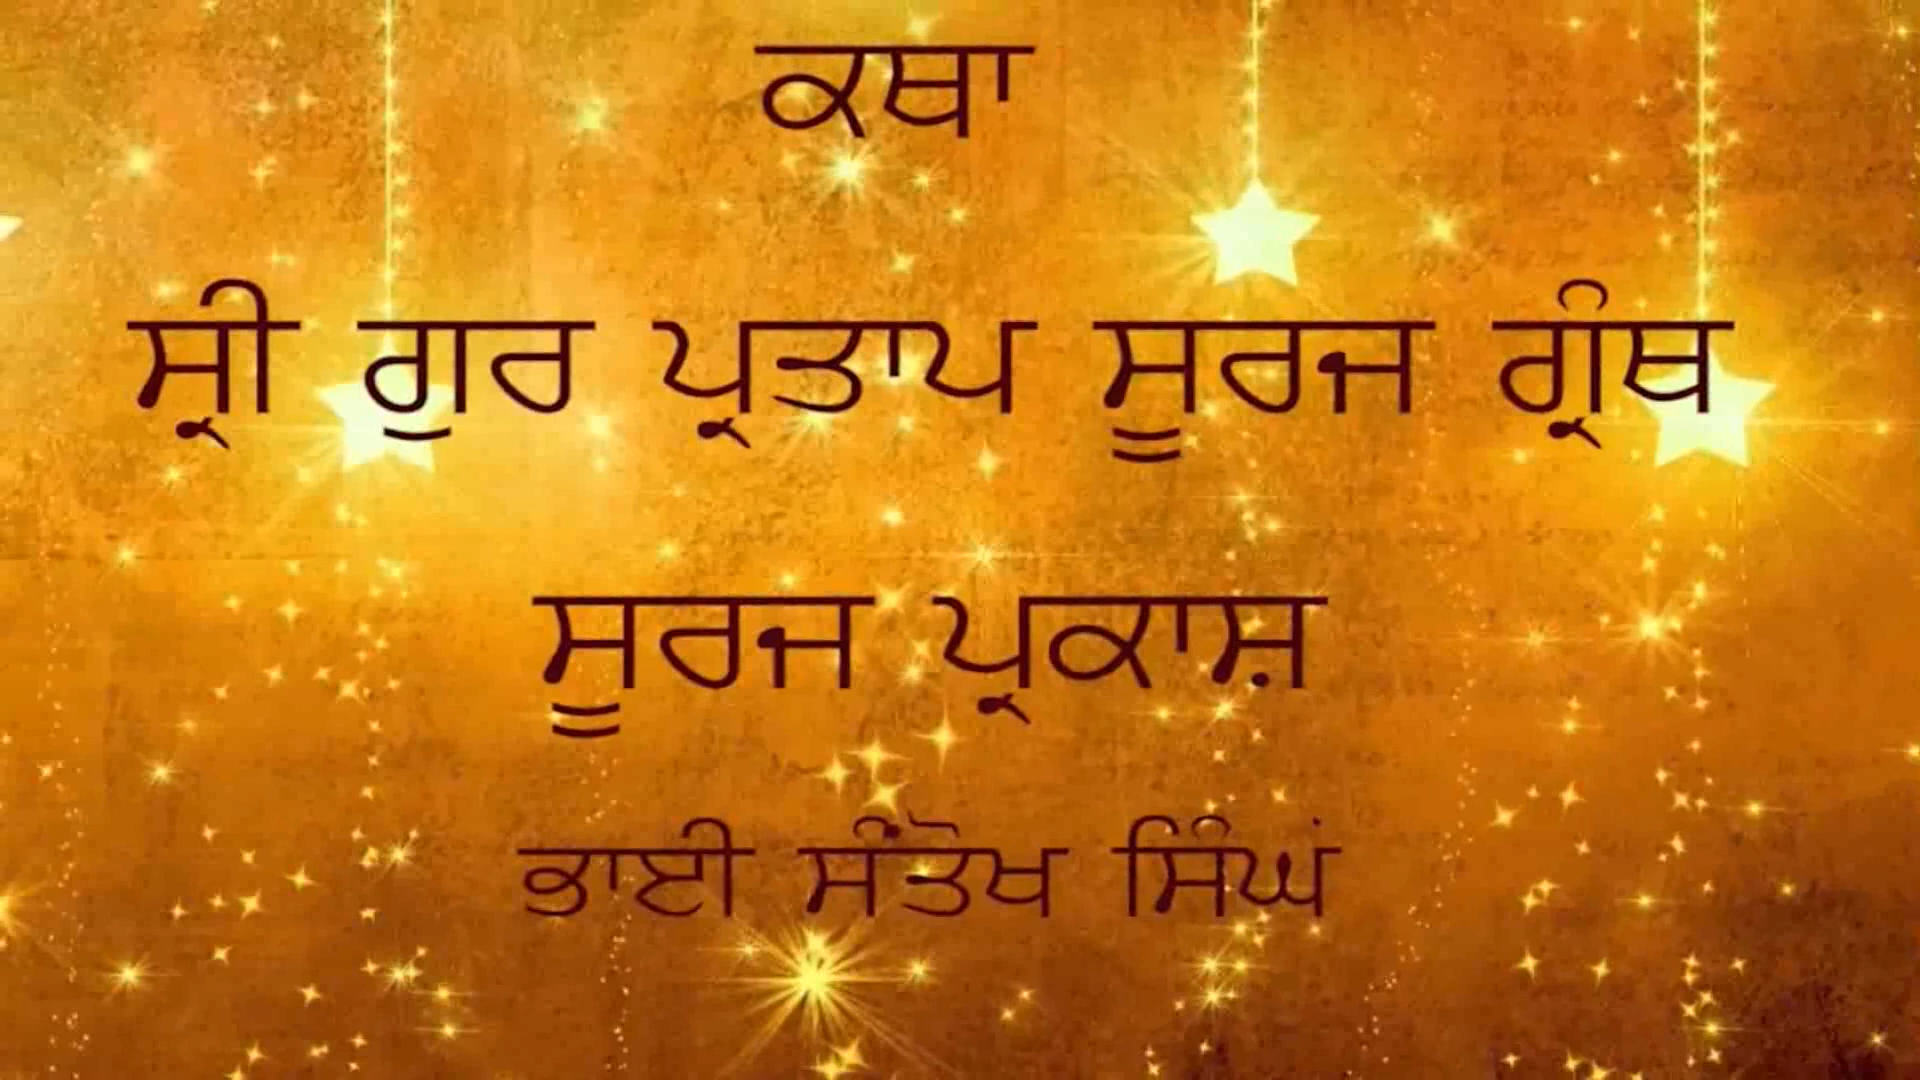 ਕਥਾ
ਸ੍ਰੀ ਗੁਰ ਪ੍ਰਤਾਪ ਸੂਰਜ ਗ੍ਰੰਥ
ਸੂਰਜ ਪ੍ਰਕਾਸ਼
ਭਾਈ ਸੰਤੋਖ ਸਿੰਘਂ